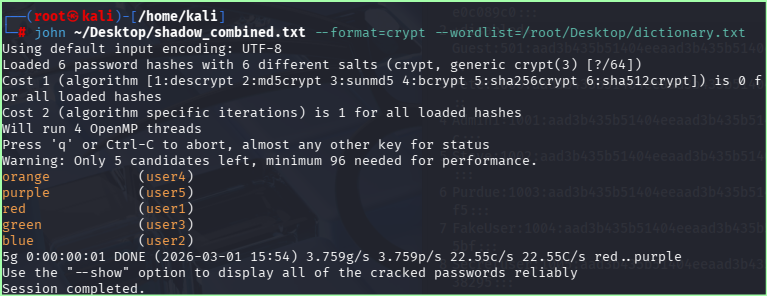 ┌──(root㉿kali)-[/home/kali]
└─# john ~/Desktop/shadow_combined.txt --format=crypt --wordlist=/root/Desktop/dictionary.txt
Using default input encoding: UTF-8
Loaded 6 password hashes with 6 different salts (crypt, generic crypt(3) [?/64])
Cost 1 (algorithm [1:descrypt 2:md5crypt 3:sunmd5 4:bcrypt 5:sha256crypt 6:sha512crypt]) is 0 f
or all loaded hashes
Cost 2 (algorithm specific iterations) is 1 for all loaded hashes
Will run 4 OpenMP threads
Press 'q' or Ctrl-C to abort, almost any other key for status
Warning: Only 5 candidates left, minimum 96 needed for performance.
orange           (user4)
purple           (user5)
red              (user1)
green            (user3)
blue             (user2)
5g 0:00:00:01 DONE (2026-03-01 15:54) 3.759g/s 3.759p/s 22.55c/s 22.55C/s red..purple
Use the "--show" option to display all of the cracked passwords reliably
Session completed.